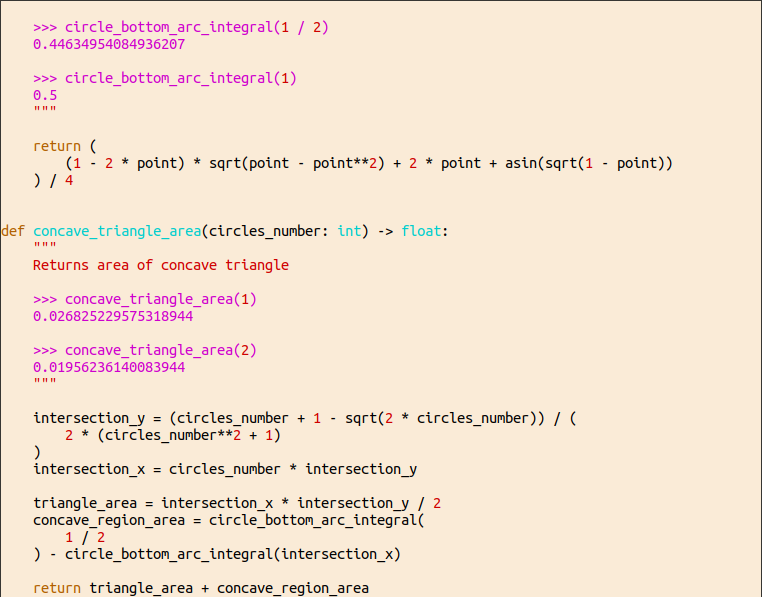 >>> circle_bottom_arc_integral(1 / 2)
0.44634954084936207
>>> circle_bottom_arc_integral(1)
0.5
"""
return (
(1 - 2 * point) * sqrt(point - point**2) + 2 * point + asin(sqrt(1 - point))
) / 4
def concave_triangle_area(circles_number: int) -> float:
"""
Returns area of concave triangle
>>> concave_triangle_area(1)
0.026825229575318944
>>> concave_triangle_area(2)
0.01956236140083944
"""
intersection_y = (circles_number + 1 - sqrt(2 * circles_number)) / (
2 * (circles_number**2 + 1)
)
intersection_x = circles_number * intersection_y
triangle_area = intersection_x * intersection_y / 2
concave_region_area = circle_bottom_arc_integral(
1 / 2
) - circle_bottom_arc_integral(intersection_x)
return triangle_area + concave_region_area